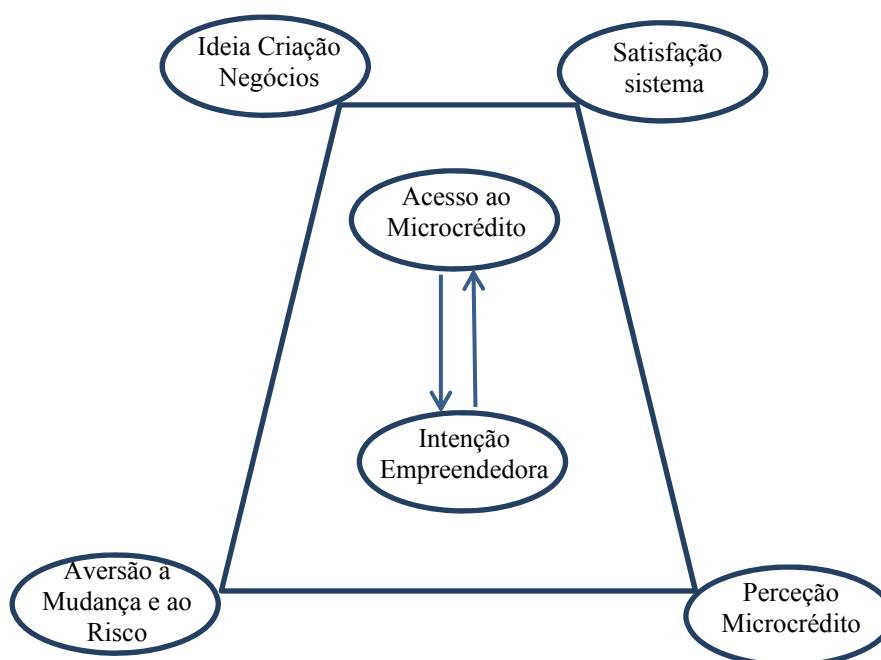 Ideia Criação
Negócios
Satisfação
sistema
Acesso ao
Microcrédito
Intenção
Empreendedora
Aversão a
Mudança e ao
Risco
Perceção
Microcrédito